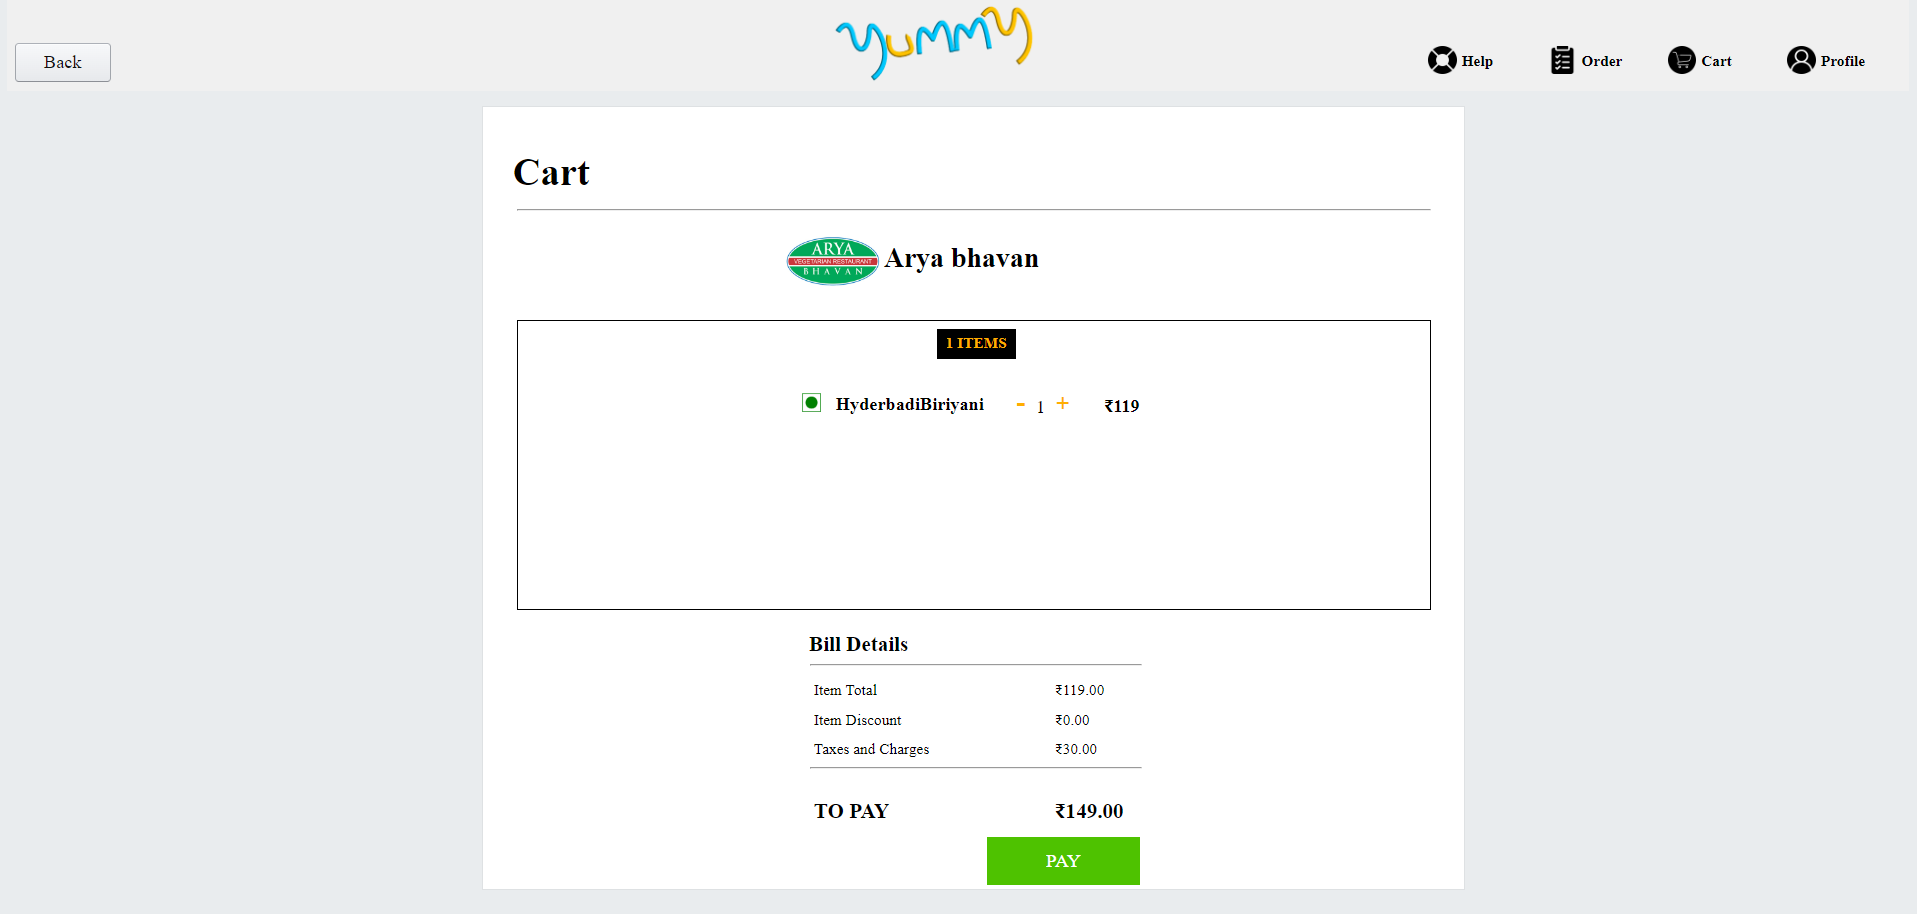 yummy
Back
Help Order Cart Profile
Cart
ARYA
VEGETARIAN RESTAURANT
BHAVAN
Arya bhavan
1 ITEMS
HyderbadiBiriyani - 1 + ₹119
Bill Details
Item Total ₹119.00
Item Discount ₹0.00
Taxes and Charges ₹30.00
TO PAY ₹149.00
PAY